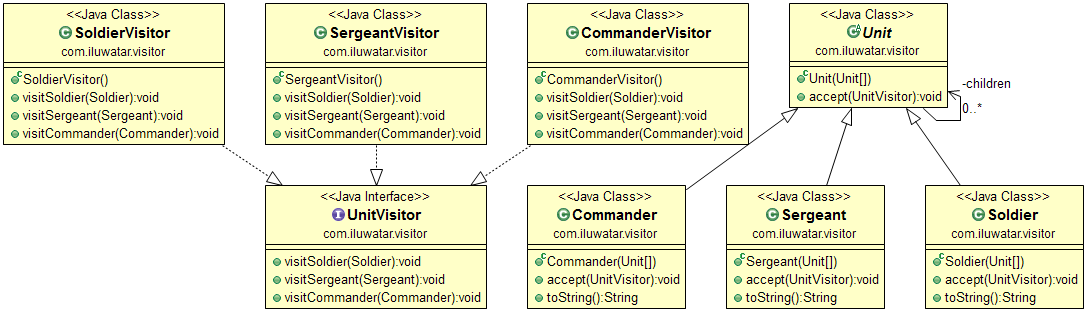 <<Java Class>>
SoldierVisitor
com.iluwatar.visitor
SoldierVisitor()
visitSoldier(Soldier):void
visitSergeant(Sergeant):void
visitCommander(Commander):void
<<Java Class>>
SergeantVisitor
com.iluwatar.visitor
SergeantVisitor()
visitSoldier(Soldier):void
visitSergeant(Sergeant):void
visitCommander(Commander):void
<<Java Class>>
CommanderVisitor
com.iluwatar.visitor
CommanderVisitor()
visitSoldier(Soldier):void
visitSergeant(Sergeant):void
visitCommander(Commander):void
<<Java Class>>
Unit
com.iluwatar.visitor
Unit(Unit[])
accept(UnitVisitor):void
-children
0..*
<<Java Interface>>
UnitVisitor
com.iluwatar.visitor
visitSoldier(Soldier):void
visitSergeant(Sergeant):void
visitCommander(Commander):void
<<Java Class>>
Commander
com.iluwatar.visitor
Commander(Unit[])
accept(UnitVisitor):void
toString():String
<<Java Class>>
Sergeant
com.iluwatar.visitor
Sergeant(Unit[])
accept(UnitVisitor):void
toString():String
<<Java Class>>
Soldier
com.iluwatar.visitor
Soldier(Unit[])
accept(UnitVisitor):void
toString():String